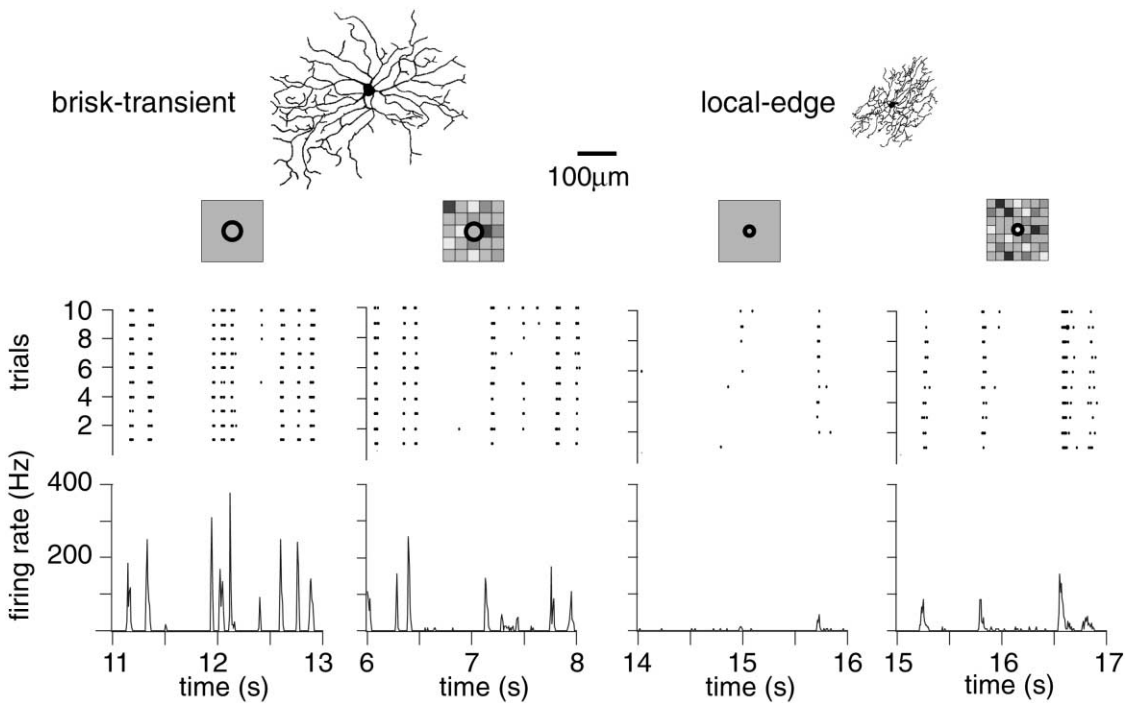 brisk-transient
local-edge
100μm
trials
10
8
6
4
2
firing rate (Hz)
400
200
11 12 13
time (s)
6 7 8
time (s)
14 15 16
time (s)
15 16 17
time (s)